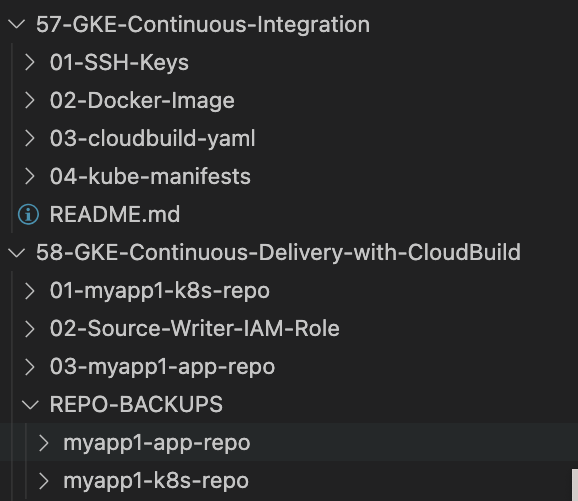 57-GKE-Continuous-Integration
01-SSH-Keys
02-Docker-Image
03-cloudbuild-yaml
04-kube-manifests
README.md
58-GKE-Continuous-Delivery-with-CloudBuild
01-myapp1-k8s-repo
02-Source-Writer-IAM-Role
03-myapp1-app-repo
REPO-BACKUPS
myapp1-app-repo
myapp1-k8s-repo